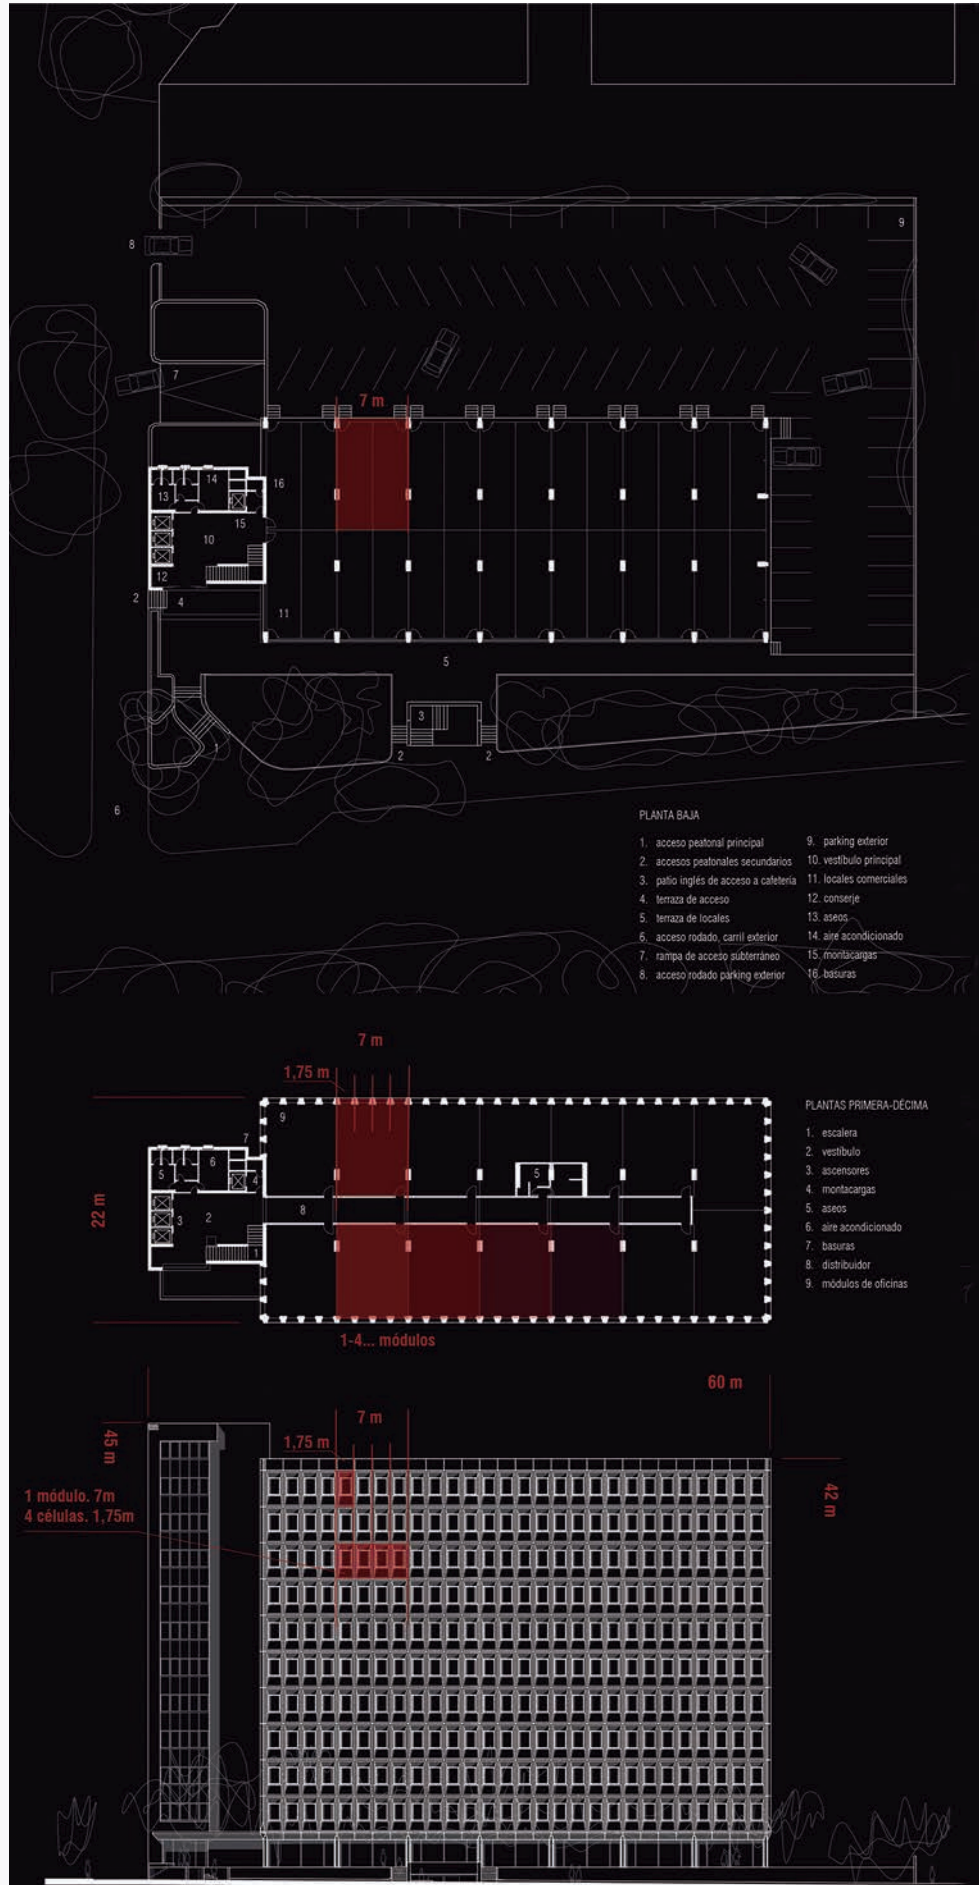 8
9
7
7 m
13
14
16
15
10
12
2
4
11
5
3
1
2
2
6
PLANTA BAJA
1. acceso peatonal principal
2. accesos peatonales secundarios
3. patio inglés de acceso a cafetería
4. terraza de acceso
5. terraza de locales
6. acceso rodado, carril exterior
7. rampa de acceso subterráneo
8. acceso rodado parking exterior
9. parking exterior
10. vestíbulo principal
11. locales comerciales
12. conserje
13. aseos
14. aire acondicionado
15. montacargas
16. basuras
7 m
1,75 m
22 m
9
7
5
6
4
3
2
1
8
5
1-4... módulos
PLANTAS PRIMERA-DÉCIMA
1. escalera
2. vestíbulo
3. ascensores
4. montacargas
5. aseos
6. aire acondicionado
7. basuras
8. distribuidor
9. módulos de oficinas
60 m
7 m
1,75 m
45 m
42 m
1 módulo. 7m
4 células. 1,75m